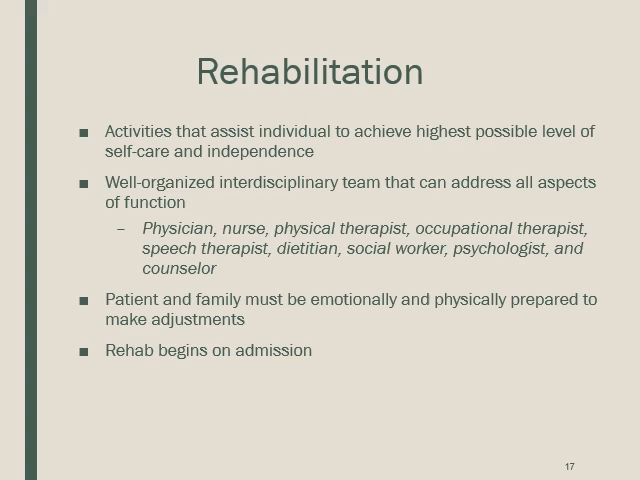 Rehabilitation
■ Activities that assist individual to achieve highest possible level of
self-care and independence
■ Well-organized interdisciplinary team that can address all aspects
of function
– Physician, nurse, physical therapist, occupational therapist,
speech therapist, dietitian, social worker, psychologist, and
counselor
■ Patient and family must be emotionally and physically prepared to
make adjustments
■ Rehab begins on admission
17